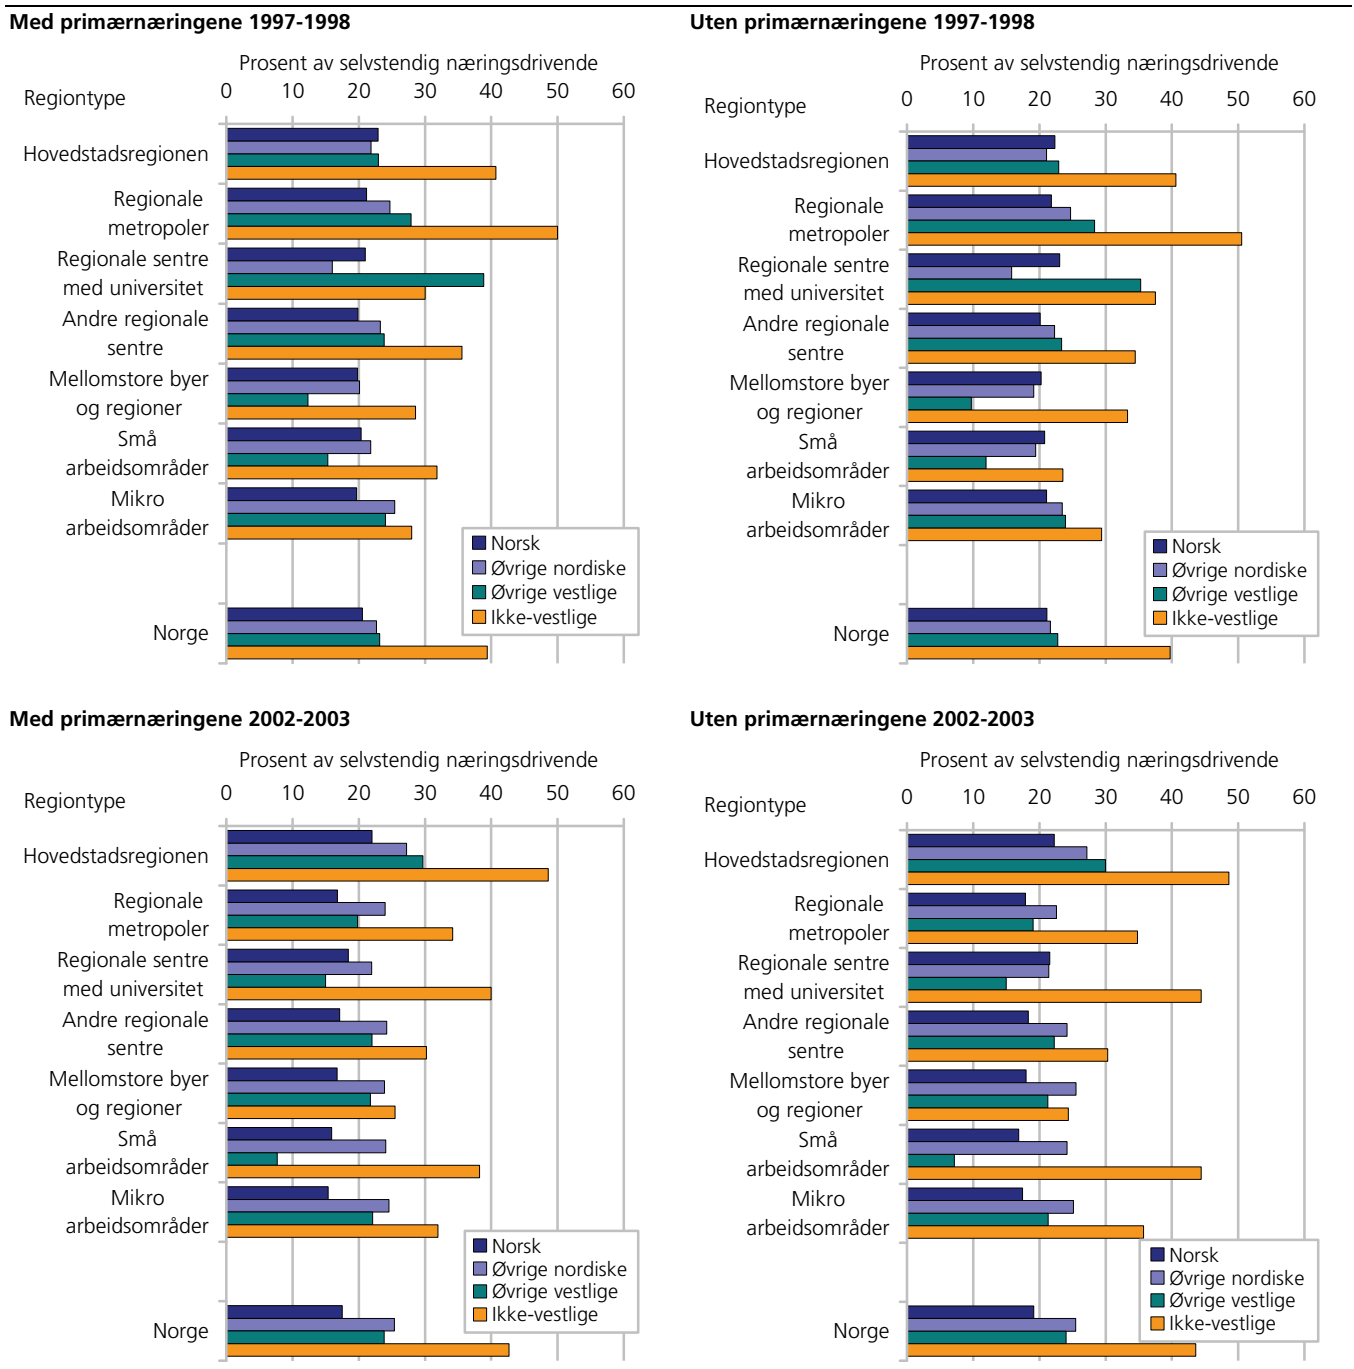 Med primærnæringene 1997-1998
Prosent av selvstendig næringsdrivende
Regiontype
0 10 20 30 40 50 60
Hovedstadsregionen
Regionale
metropoler
Regionale sentre
med universitet
Andre regionale
sentre
Mellomstore byer
og regioner
Små
arbeidsområder
Mikro
arbeidsområder
Norge
Norsk
Øvrige nordiske
Øvrige vestlige
Ikke-vestlige
Uten primærnæringene 1997-1998
Prosent av selvstendig næringsdrivende
Regiontype
0 10 20 30 40 50 60
Hovedstadsregionen
Regionale
metropoler
Regionale sentre
med universitet
Andre regionale
sentre
Mellomstore byer
og regioner
Små
arbeidsområder
Mikro
arbeidsområder
Norge
Norsk
Øvrige nordiske
Øvrige vestlige
Ikke-vestlige
Med primærnæringene 2002-2003
Prosent av selvstendig næringsdrivende
Regiontype
0 10 20 30 40 50 60
Hovedstadsregionen
Regionale
metropoler
Regionale sentre
med universitet
Andre regionale
sentre
Mellomstore byer
og regioner
Små
arbeidsområder
Mikro
arbeidsområder
Norge
Norsk
Øvrige nordiske
Øvrige vestlige
Ikke-vestlige
Uten primærnæringene 2002-2003
Prosent av selvstendig næringsdrivende
Regiontype
0 10 20 30 40 50 60
Hovedstadsregionen
Regionale
metropoler
Regionale sentre
med universitet
Andre regionale
sentre
Mellomstore byer
og regioner
Små
arbeidsområder
Mikro
arbeidsområder
Norge
Norsk
Øvrige nordiske
Øvrige vestlige
Ikke-vestlige